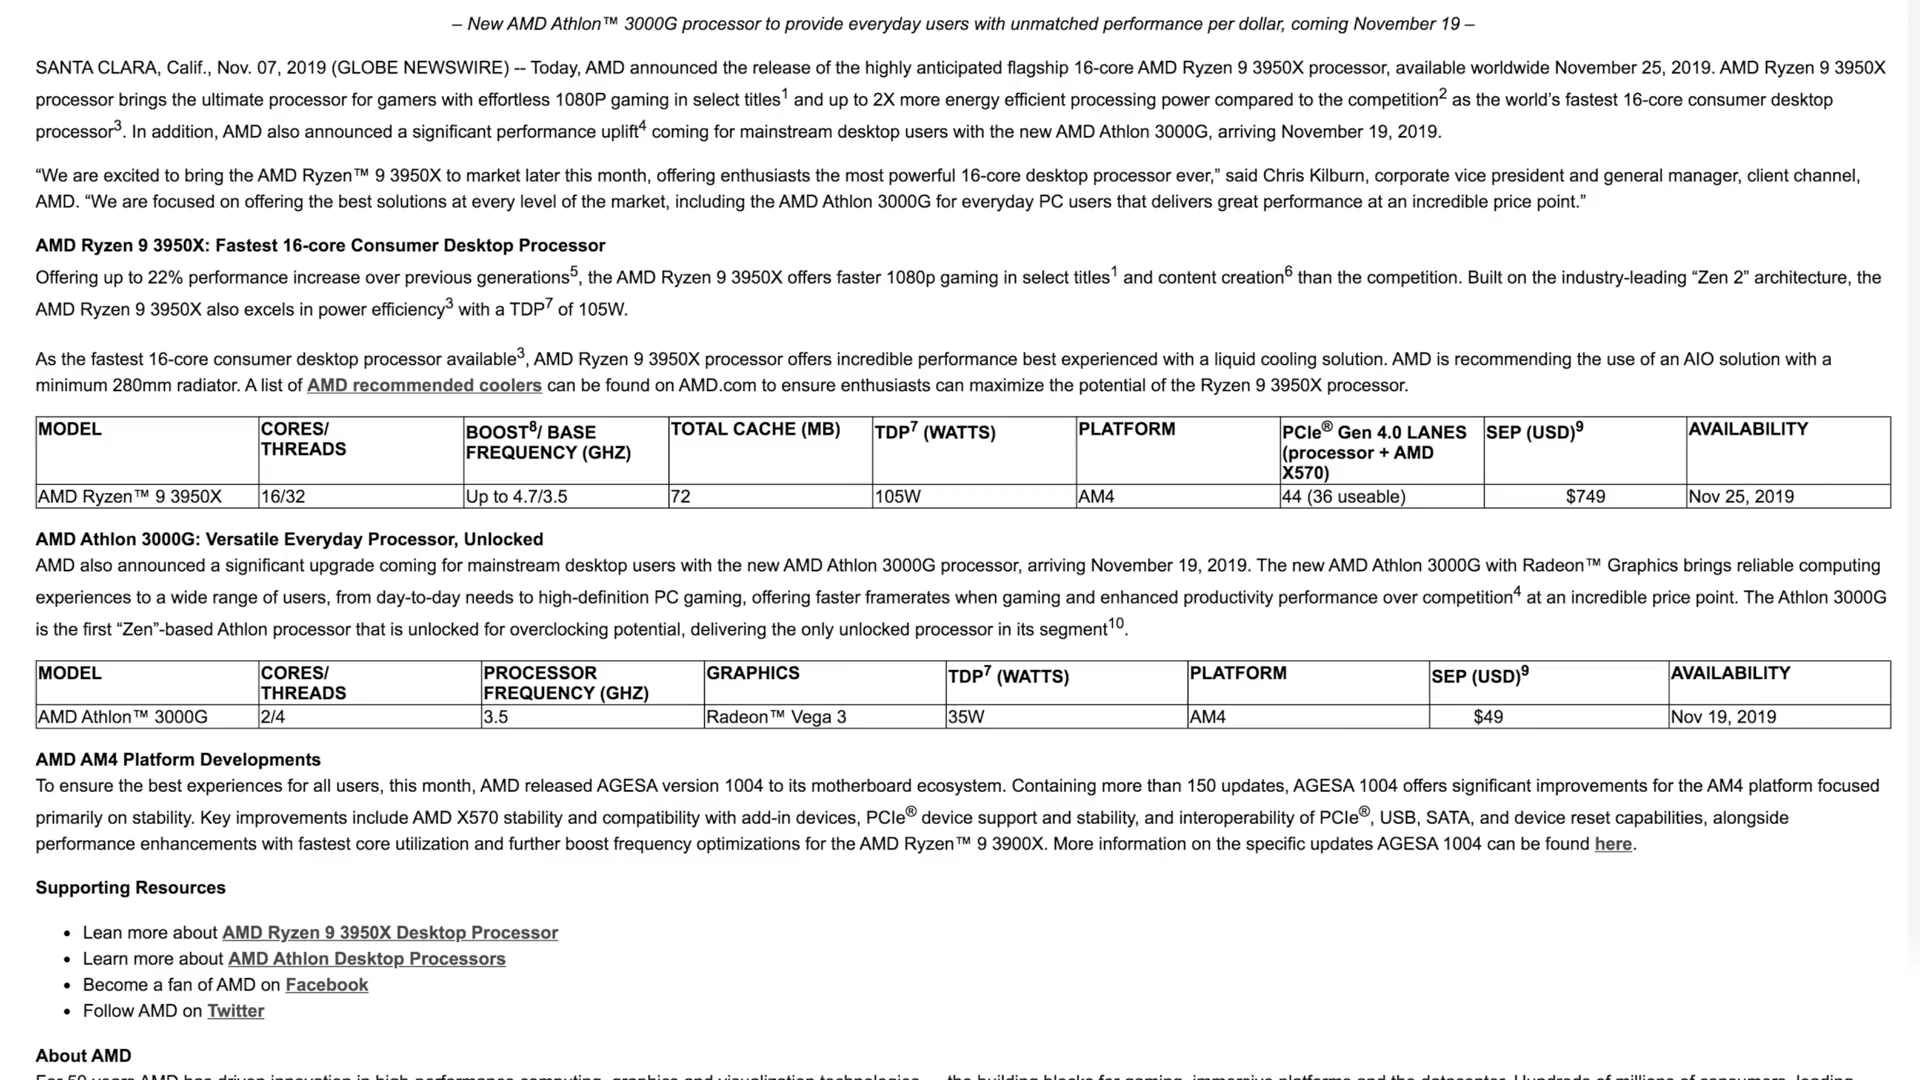 – New AMD Athlon™ 3000G processor to provide everyday users with unmatched performance per dollar, coming November 19 –
SANTA CLARA, Calif., Nov. 07, 2019 (GLOBE NEWSWIRE) -- Today, AMD announced the release of the highly anticipated flagship 16-core AMD Ryzen 9 3950X processor, available worldwide November 25, 2019. AMD Ryzen 9 3950X
processor brings the ultimate processor for gamers with effortless 1080P gaming in select titles1 and up to 2X more energy efficient processing power compared to the competition2 as the world's fastest 16-core consumer desktop
processor3. In addition, AMD also announced a significant performance uplift4 coming for mainstream desktop users with the new AMD Athlon 3000G, arriving November 19, 2019.
“We are excited to bring the AMD Ryzen™ 9 3950X to market later this month, offering enthusiasts the most powerful 16-core desktop processor ever,” said Chris Kilburn, corporate vice president and general manager, client channel,
AMD. “We are focused on offering the best solutions at every level of the market, including the AMD Athlon 3000G for everyday PC users that delivers great performance at an incredible price point.”
AMD Ryzen 9 3950X: Fastest 16-core Consumer Desktop Processor
Offering up to 22% performance increase over previous generations5, the AMD Ryzen 9 3950X offers faster 1080p gaming in select titles1 and content creation6 than the competition. Built on the industry-leading “Zen 2” architecture, the
AMD Ryzen 9 3950X also excels in power efficiency3 with a TDP7 of 105W.
As the fastest 16-core consumer desktop processor available3, AMD Ryzen 9 3950X processor offers incredible performance best experienced with a liquid cooling solution. AMD is recommending the use of an AIO solution with a
minimum 280mm radiator. A list of AMD recommended coolers can be found on AMD.com to ensure enthusiasts can maximize the potential of the Ryzen 9 3950X processor.
MODEL CORES/ THREADS BOOST8/ BASE FREQUENCY (GHZ) TOTAL CACHE (MB) TDP7 (WATTS) PLATFORM PCIe® Gen 4.0 LANES (processor + AMD X570) SEP (USD)9 AVAILABILITY
AMD Ryzen™ 9 3950X 16/32 Up to 4.7/3.5 72 105W AM4 44 (36 useable) $749 Nov 25, 2019
AMD Athlon 3000G: Versatile Everyday Processor, Unlocked
AMD also announced a significant upgrade coming for mainstream desktop users with the new AMD Athlon 3000G processor, arriving November 19, 2019. The new AMD Athlon 3000G with Radeon™ Graphics brings reliable computing
experiences to a wide range of users, from day-to-day needs to high-definition PC gaming, offering faster framerates when gaming and enhanced productivity performance over competition4 at an incredible price point. The Athlon 3000G
is the first “Zen”-based Athlon processor that is unlocked for overclocking potential, delivering the only unlocked processor in its segment10.
MODEL CORES/ THREADS PROCESSOR FREQUENCY (GHZ) GRAPHICS TDP7 (WATTS) PLATFORM SEP (USD)9 AVAILABILITY
AMD Athlon™ 3000G 2/4 3.5 Radeon™ Vega 3 35W AM4 $49 Nov 19, 2019
AMD AM4 Platform Developments
To ensure the best experiences for all users, this month, AMD released AGESA version 1004 to its motherboard ecosystem. Containing more than 150 updates, AGESA 1004 offers significant improvements for the AM4 platform focused
primarily on stability. Key improvements include AMD X570 stability and compatibility with add-in devices, PCIe® device support and stability, and interoperability of PCIe®, USB, SATA, and device reset capabilities, alongside
performance enhancements with fastest core utilization and further boost frequency optimizations for the AMD Ryzen™ 9 3900X. More information on the specific updates AGESA 1004 can be found here.
Supporting Resources
• Lean more about AMD Ryzen 9 3950X Desktop Processor
• Learn more about AMD Athlon Desktop Processors
• Become a fan of AMD on Facebook
• Follow AMD on Twitter
About AMD
For 50 years AMD has driven innovation in high-performance computing, graphics and visualization technologies — the building blocks for gaming, immersive platforms and the datacenter. Hundreds of millions of consumers, leading